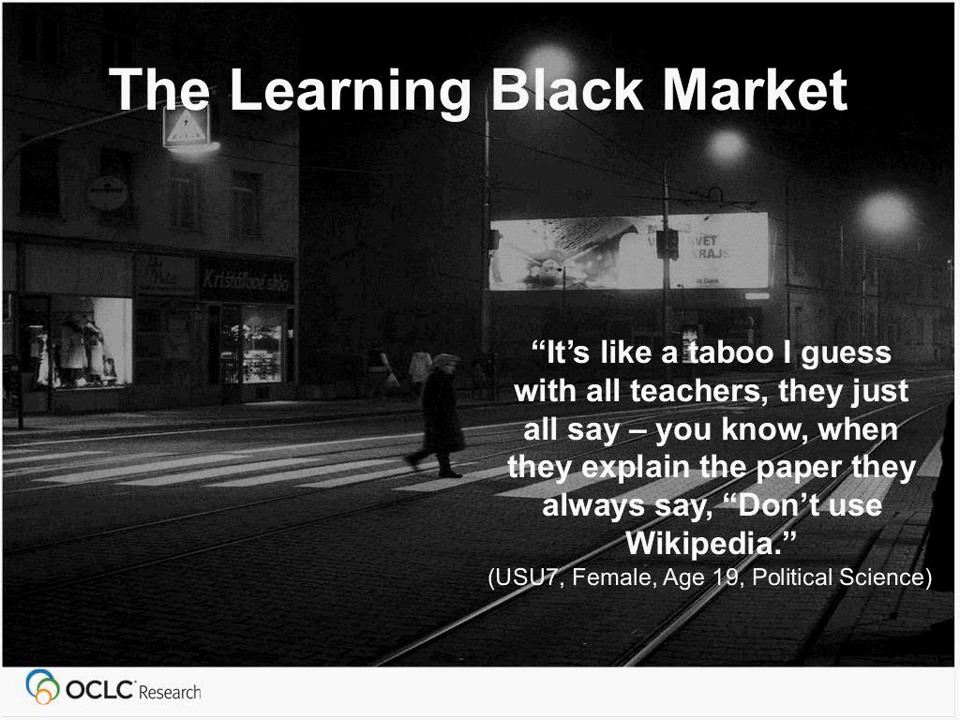 The Learning Black Market
Krištáľové sklo
“It’s like a taboo I guess
with all teachers, they just
all say – you know, when
they explain the paper they
always say, “Don’t use
Wikipedia.”
(USU7, Female, Age 19, Political Science)
OCLC Research